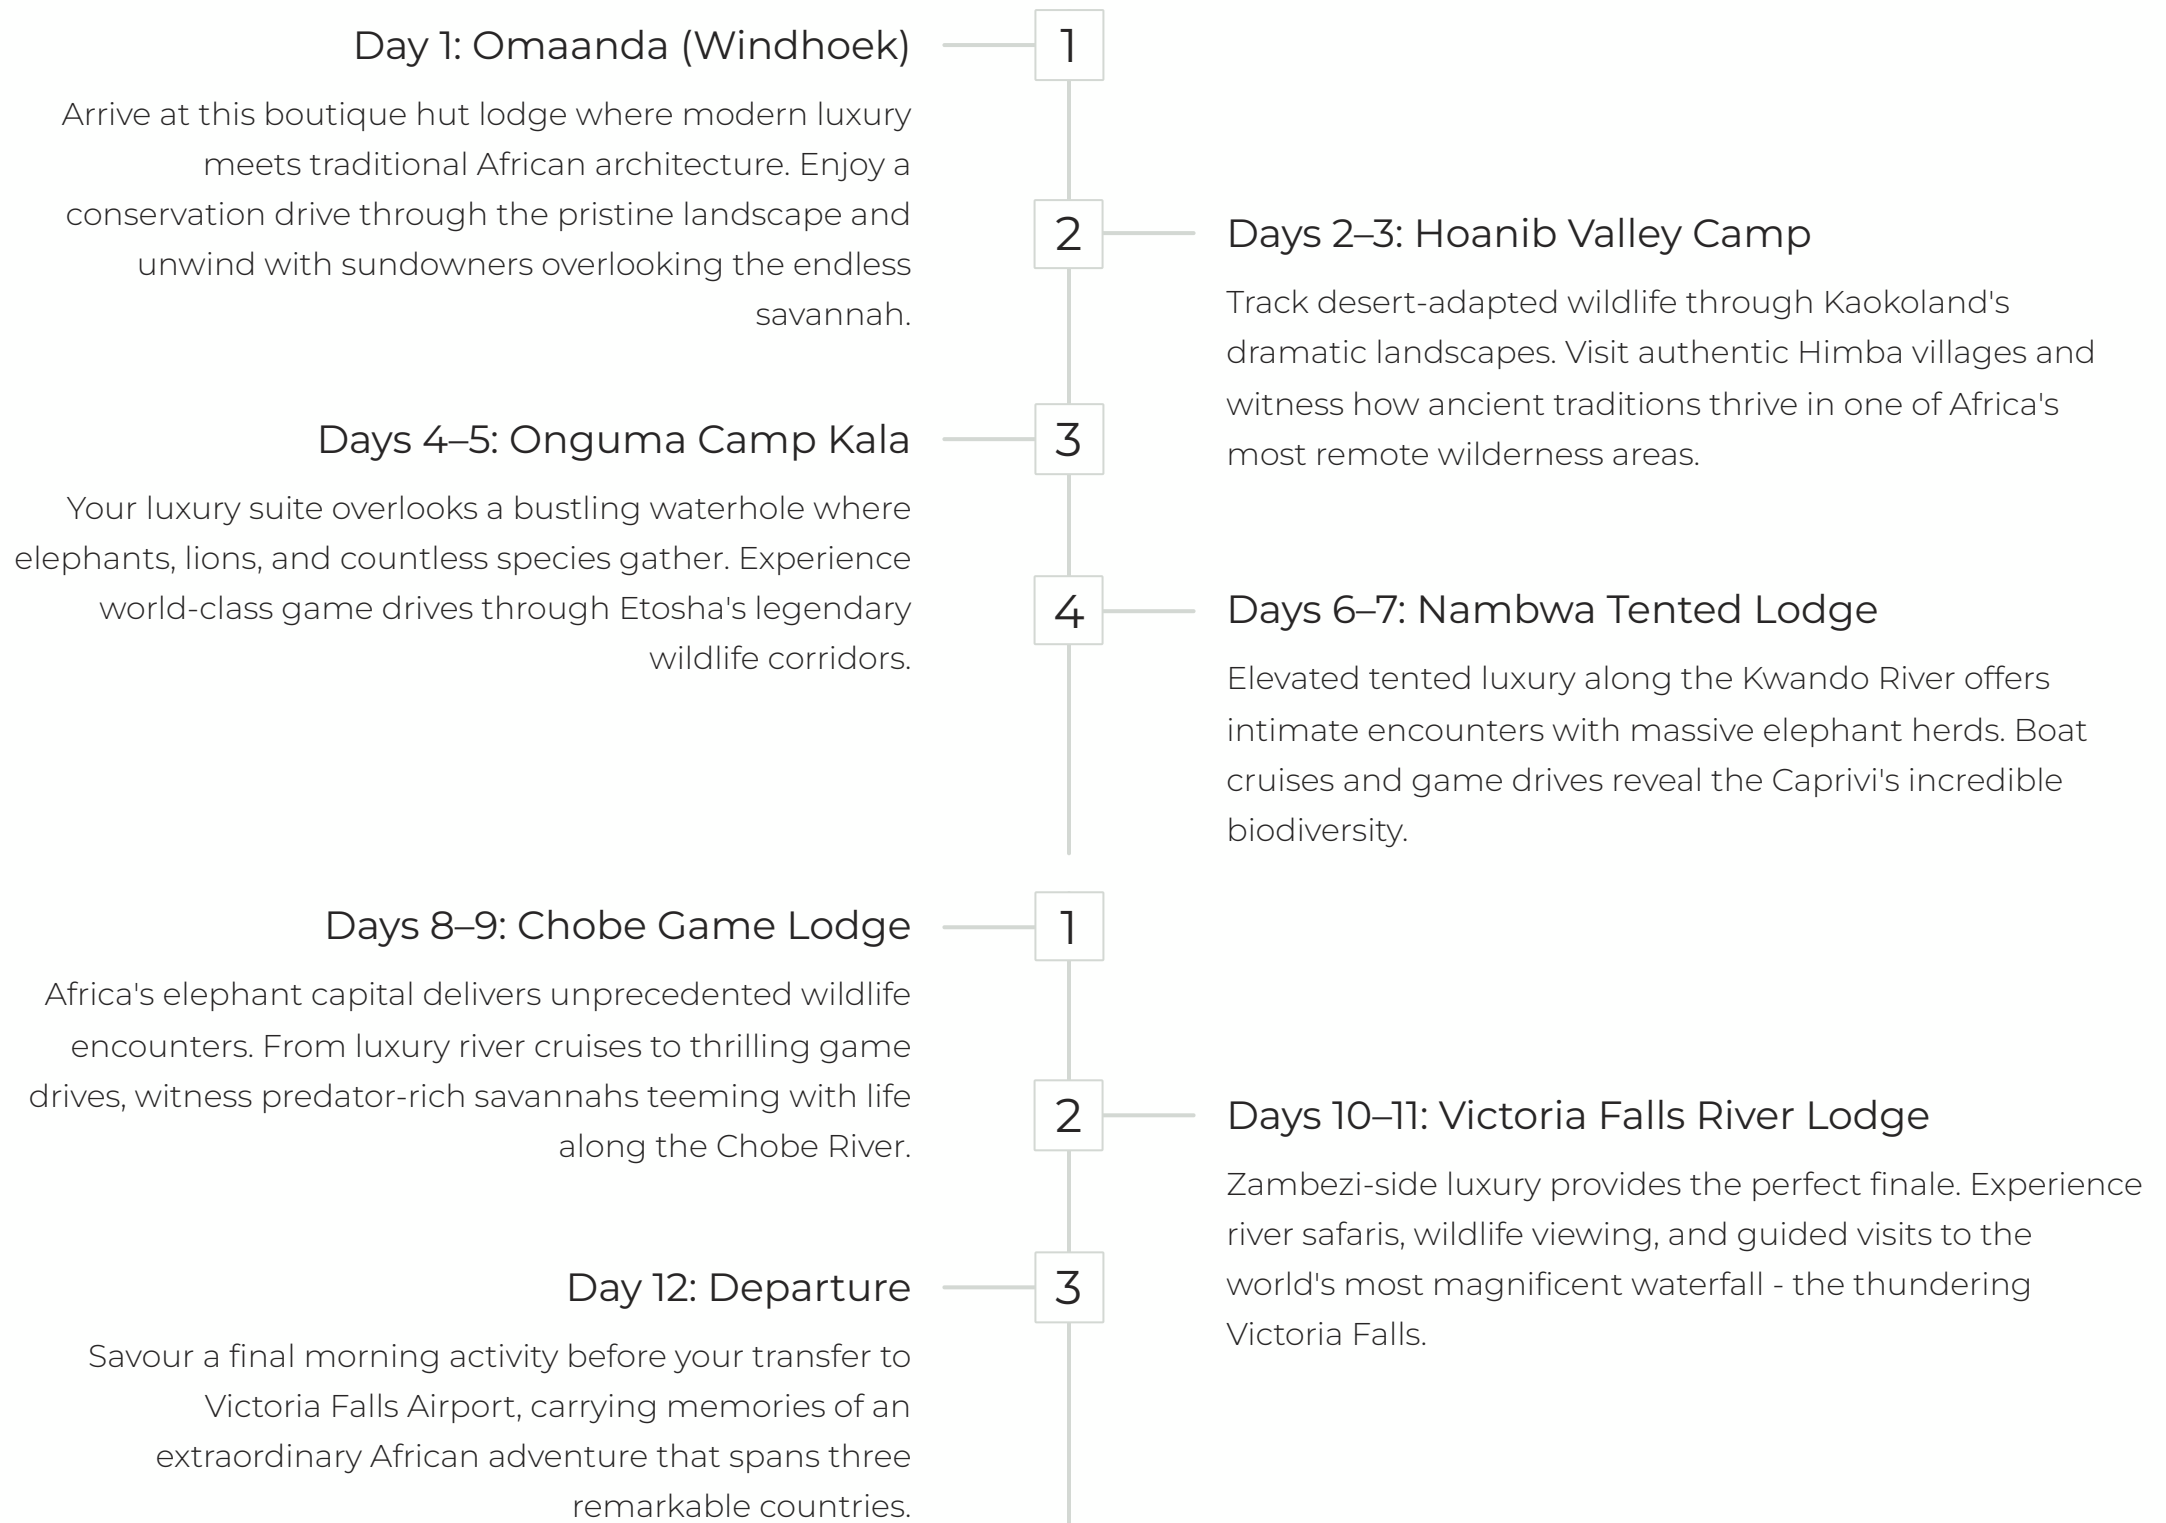 Day 1: Omaanda (Windhoek)
1
Arrive at this boutique hut lodge where modern luxury
meets traditional African architecture. Enjoy a
conservation drive through the pristine landscape and
unwind with sundowners overlooking the endless
savannah.
2
Days 2–3: Hoanib Valley Camp
Track desert-adapted wildlife through Kaokoland's
dramatic landscapes. Visit authentic Himba villages and
witness how ancient traditions thrive in one of Africa's
most remote wilderness areas.
Days 4–5: Onguma Camp Kala
3
Your luxury suite overlooks a bustling waterhole where
elephants, lions, and countless species gather. Experience
world-class game drives through Etosha's legendary
wildlife corridors.
4
Days 6–7: Nambwa Tented Lodge
Elevated tented luxury along the Kwando River offers
intimate encounters with massive elephant herds. Boat
cruises and game drives reveal the Caprivi's incredible
biodiversity.
Days 8–9: Chobe Game Lodge
1
Africa's elephant capital delivers unprecedented wildlife
encounters. From luxury river cruises to thrilling game
drives, witness predator-rich savannahs teeming with life
along the Chobe River.
2
Days 10–11: Victoria Falls River Lodge
Zambezi-side luxury provides the perfect finale. Experience
river safaris, wildlife viewing, and guided visits to the
world's most magnificent waterfall - the thundering
Victoria Falls.
Day 12: Departure
3
Savour a final morning activity before your transfer to
Victoria Falls Airport, carrying memories of an
extraordinary African adventure that spans three
remarkable countries.